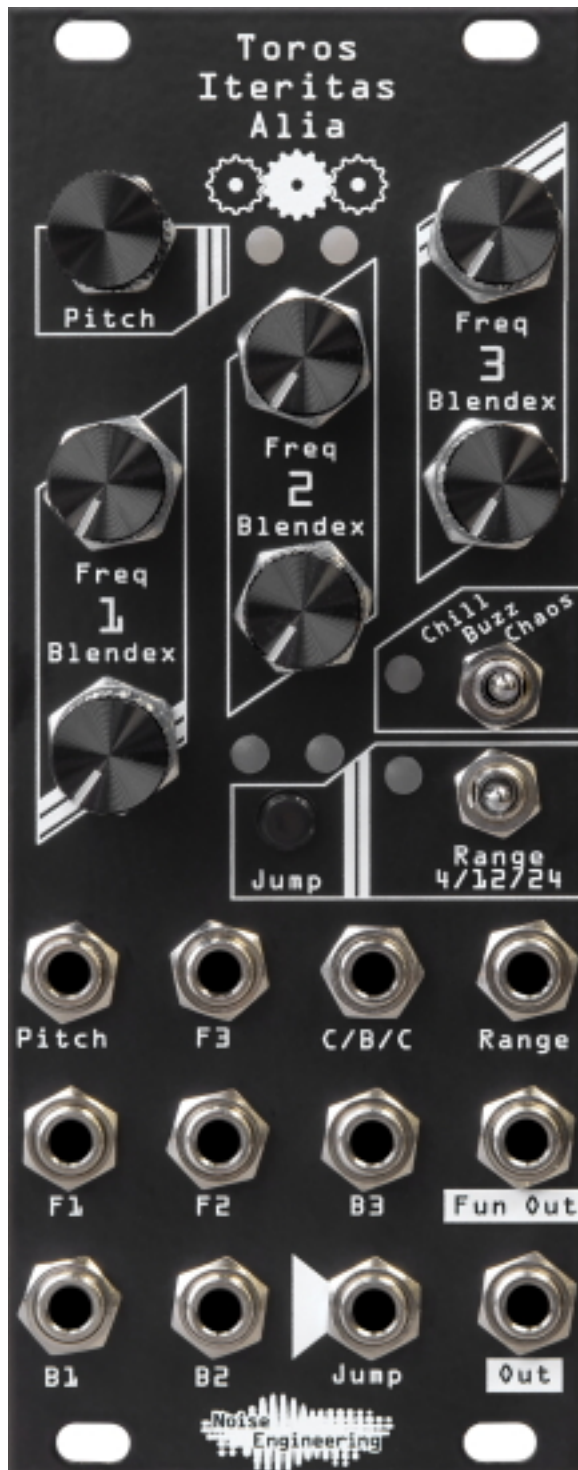 Toros
Iteritas
Alia
Pitch
Freq
3
Blendex
Freq
2
Blendex
Freq
1
Blendex
Chill
Buzz
Chaos
Jump
Range
4/12/24
Pitch
F3
C/B/C
Range
F1
F2
B3
Fun Out
B1
B2
Jump
Out
Noise
Engineering